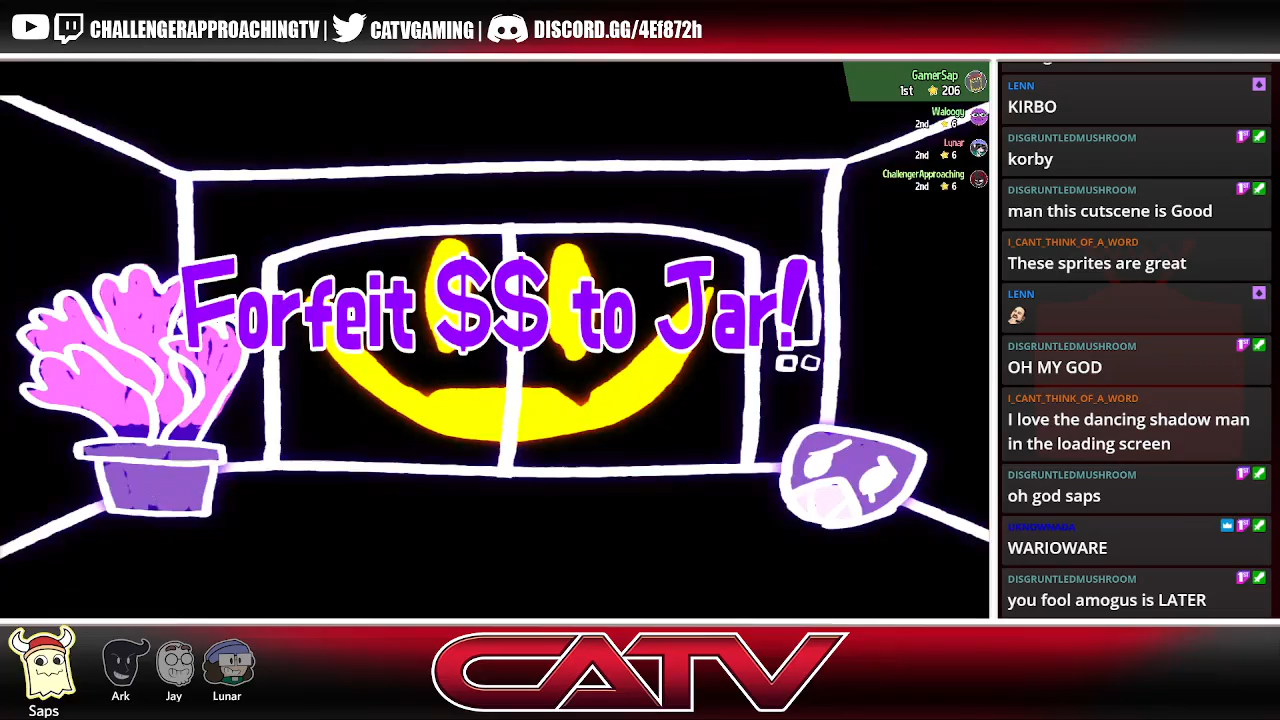 CHALLENGERAPPROACHINGTV | CATVGAMING | DISCORD.GG/4Ef872h
GamerSap
1st 206
Waloogy
2nd 6
Lunar
2nd 6
ChallengerApproaching
2nd 6
Forfeit $$ to Jar!
LENN
KIRBO
DISGRUNTLEDMUSHROOM
korby
DISGRUNTLEDMUSHROOM
man this cutscene is Good
I_CANT_THINK_OF_A_WORD
These sprites are great
LENN
DISGRUNTLEDMUSHROOM
OH MY GOD
I_CANT_THINK_OF_A_WORD
I love the dancing shadow man
in the loading screen
DISGRUNTLEDMUSHROOM
oh god saps
WARIOWARE
DISGRUNTLEDMUSHROOM
you fool amogus is LATER
Saps
Ark
Jay
Lunar
CATV